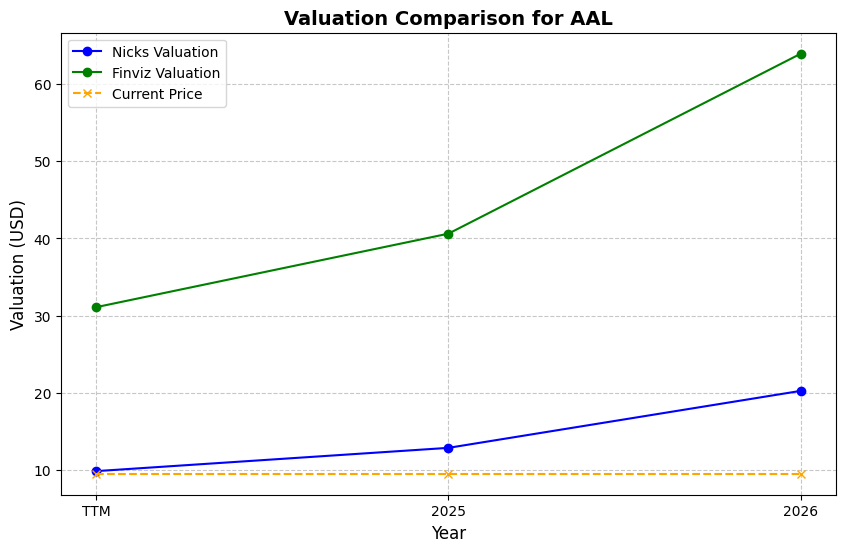 Valuation Comparison for AAL
Nicks Valuation
Finviz Valuation
Current Price
Valuation (USD)
60
50
40
30
20
10
TTM
2025
2026
Year